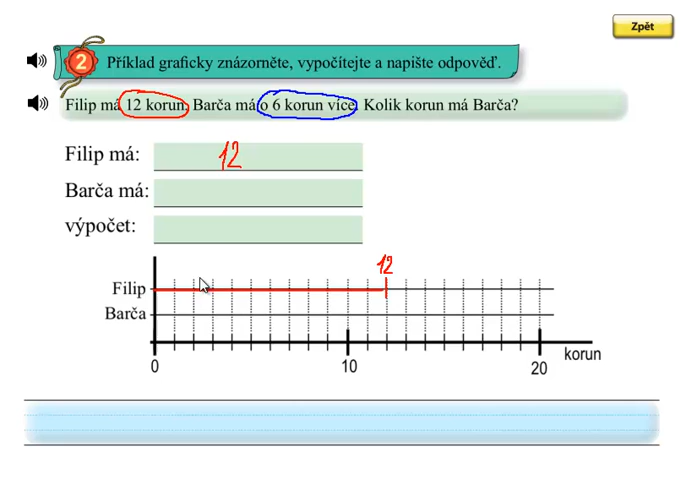 Zpět
2 Příklad graficky znázorněte, vypočítejte a napište odpověď.
Filip má 12 korun. Barča má o 6 korun více. Kolik korun má Barča?
Filip má: 12
Barča má:
výpočet:
12
Filip
Barča
0 10 20 korun